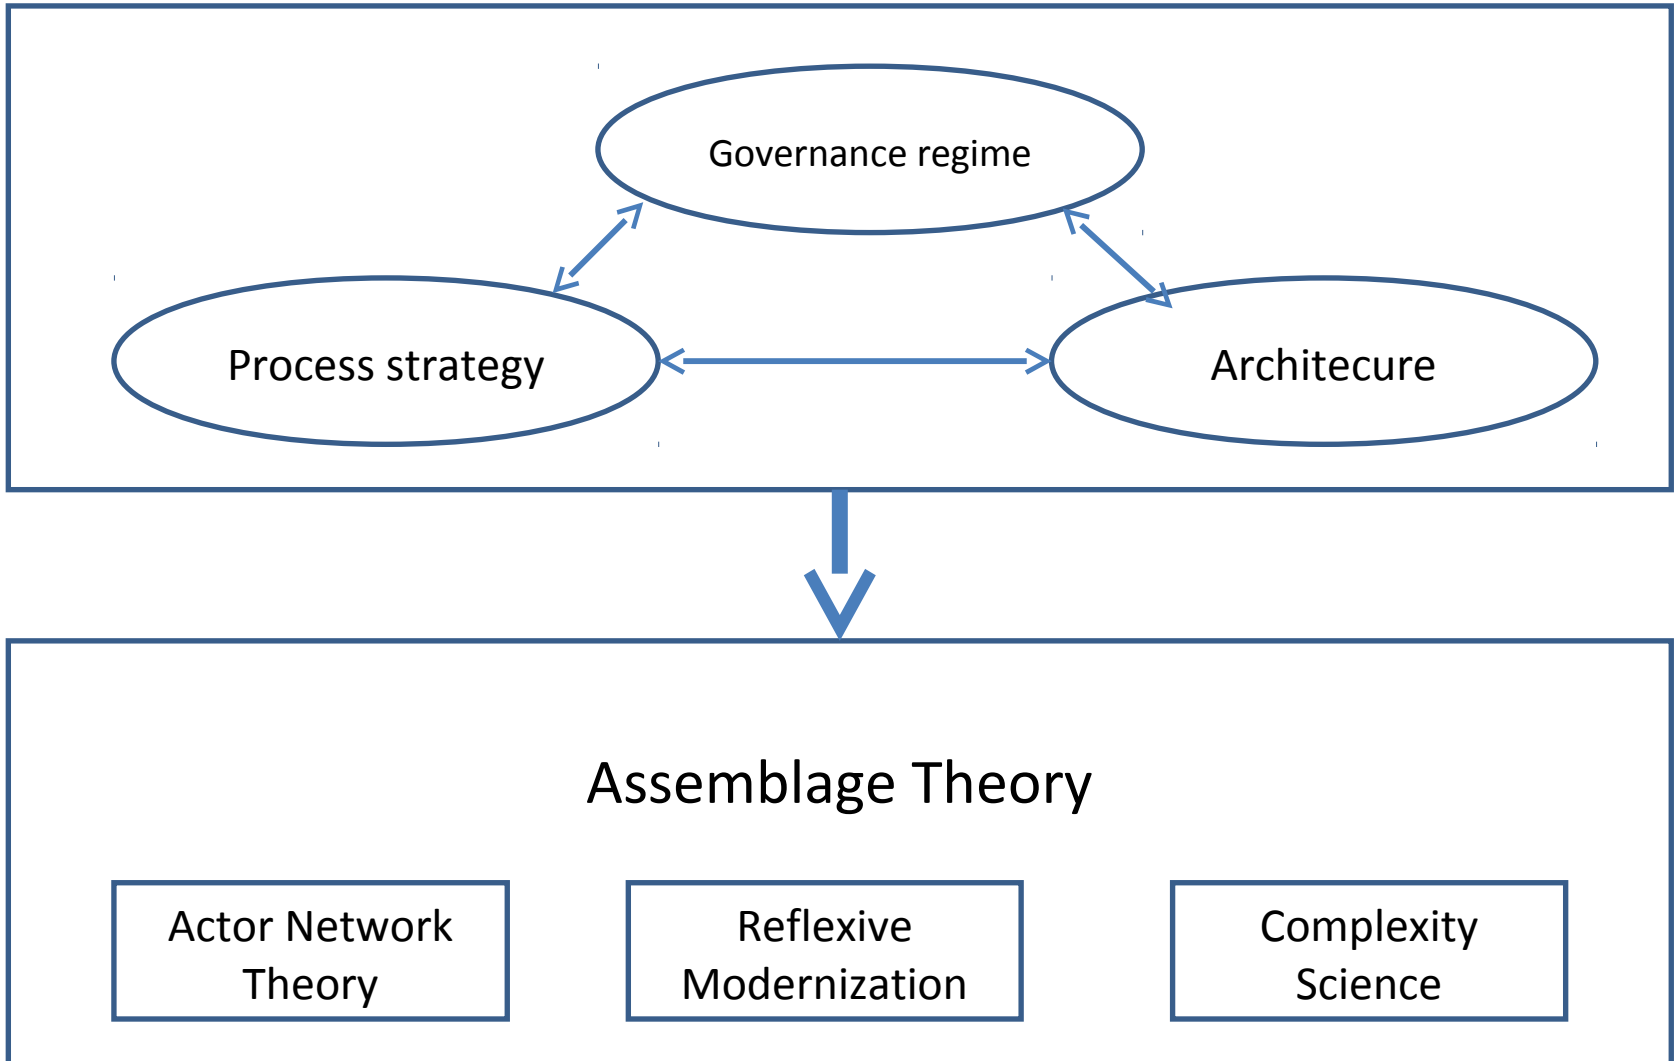 Governance regime
Process strategy
Architecure
Assemblage Theory
Actor Network
Theory
Reflexive
Modernization
Complexity
Science